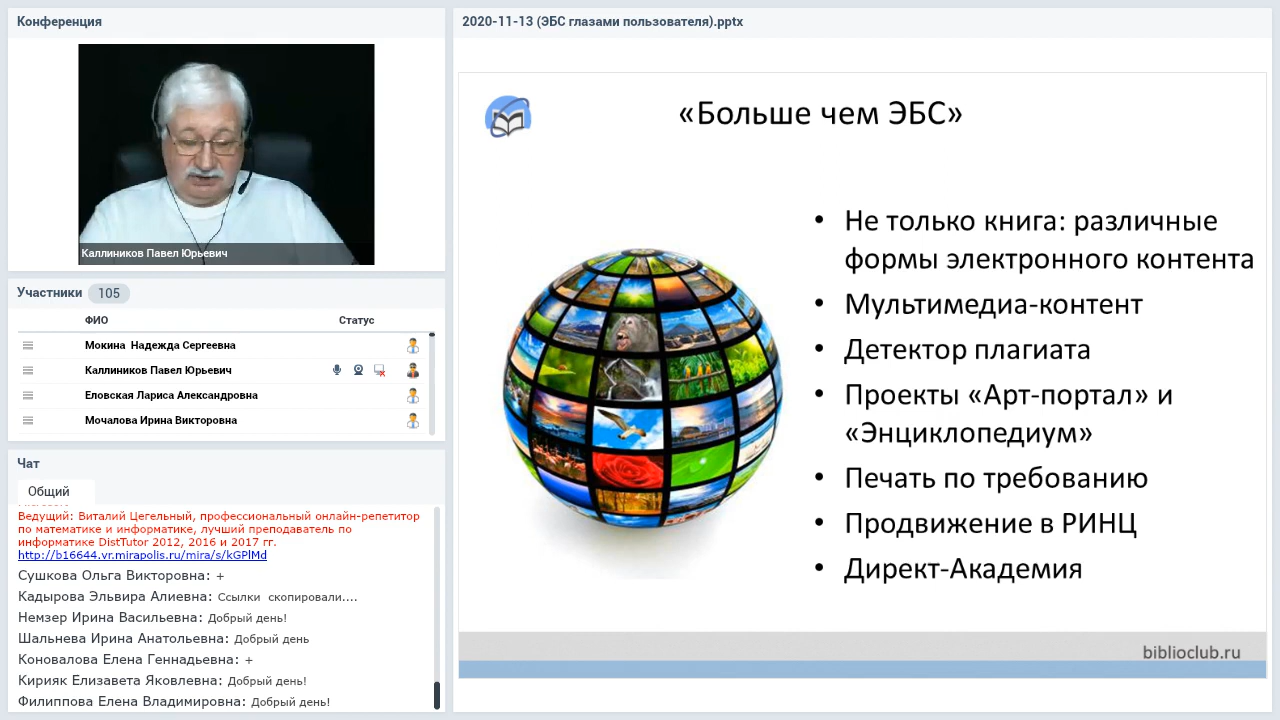 Конференция
Каллиников Павел Юрьевич
Участники 105
ФИО Статус
Мокина Надежда Сергеевна
Каллиников Павел Юрьевич
Еловская Лариса Александровна
Мочалова Ирина Викторовна
Чат
Общий
Ведущий: Виталий Цегельный, профессиональный онлайн-репетитор
по математике и информатике, лучший преподаватель по
информатике DistTutor 2012, 2016 и 2017 гг.
http://b16644.vr.mirapolis.ru/mira/s/kGPlMd
Сушкова Ольга Викторовна: +
Кадырова Эльвира Алиевна: Ссылки скопировали....
Немзер Ирина Васильевна: Добрый день!
Шальнева Ирина Анатольевна: Добрый день
Коновалова Елена Геннадьевна: +
Кирияк Елизавета Яковлевна: Добрый день!
Филиппова Елена Владимировна: Добрый день!
2020-11-13 (ЭБС глазами пользователя).pptx
«Больше чем ЭБС»
• Не только книга: различные
формы электронного контента
• Мультимедиа-контент
• Детектор плагиата
• Проекты «Арт-портал» и
«Энциклопедиум»
• Печать по требованию
• Продвижение в РИНЦ
• Директ-Академия
biblioclub.ru